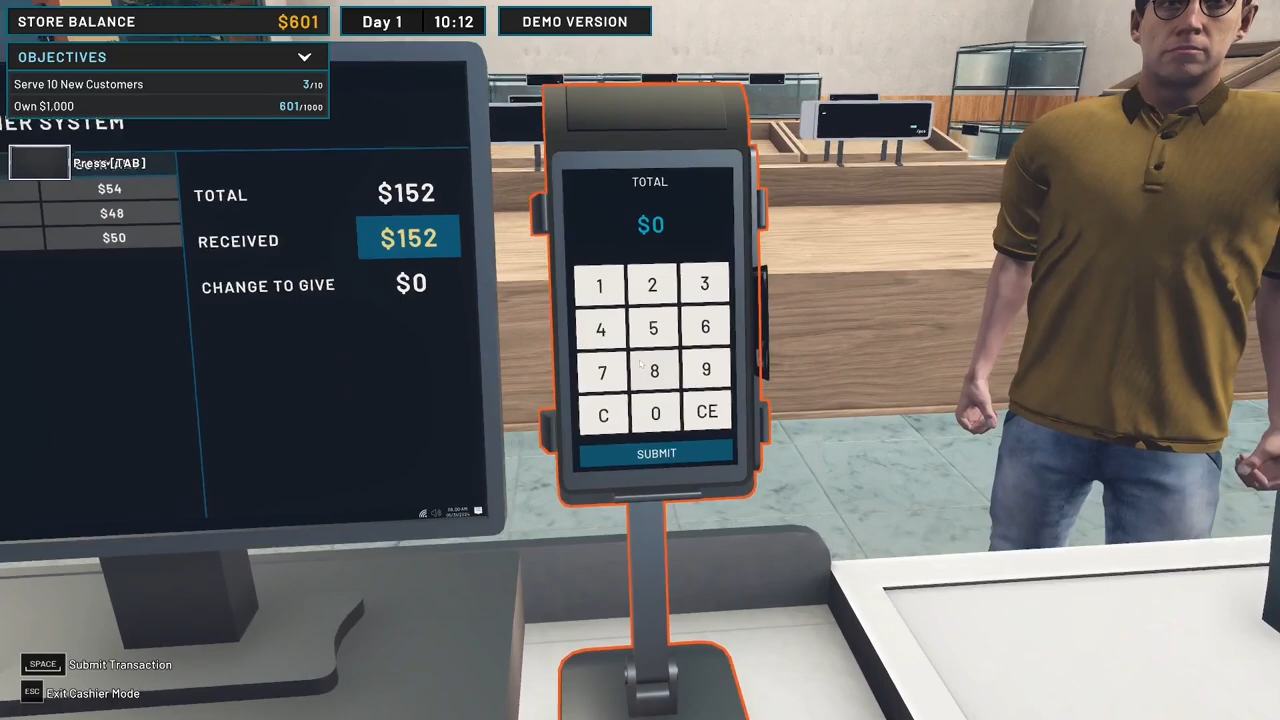 STORE BALANCE $601
Day 1 10:12
DEMO VERSION
OBJECTIVES
Serve 10 New Customers 3/10
Own $1,000 601/1000
ER SYSTEM
Press [TAB]
$54
$48
$50
TOTAL $152
RECEIVED $152
CHANGE TO GIVE $0
TOTAL
$0
1 2 3
4 5 6
7 8 9
C 0 CE
SUBMIT
SPACE Submit Transaction
ESC Exit Cashier Mode